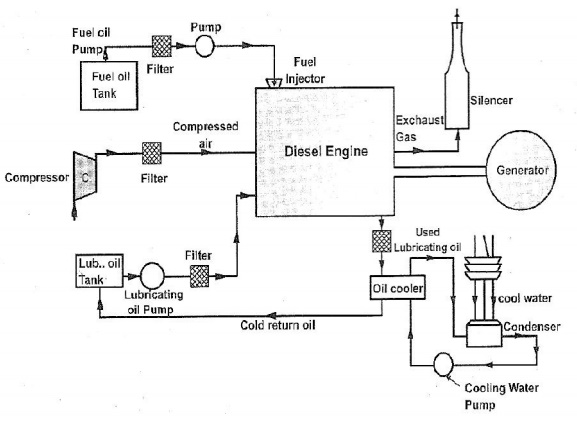 Fuel oil
Pump
Pump
Filter
Fuel oil
Tank
Fuel
Injector
Silencer
Exchaust
Gas
Compressed
air
Diesel Engine
Generator
Compressor
C
Filter
Filter
Used
Lubricating oil
Lub.. oil
Tank
Lubricating
oil Pump
Oil cooler
cool water
Cold return oil
Condenser
Cooling Water
Pump